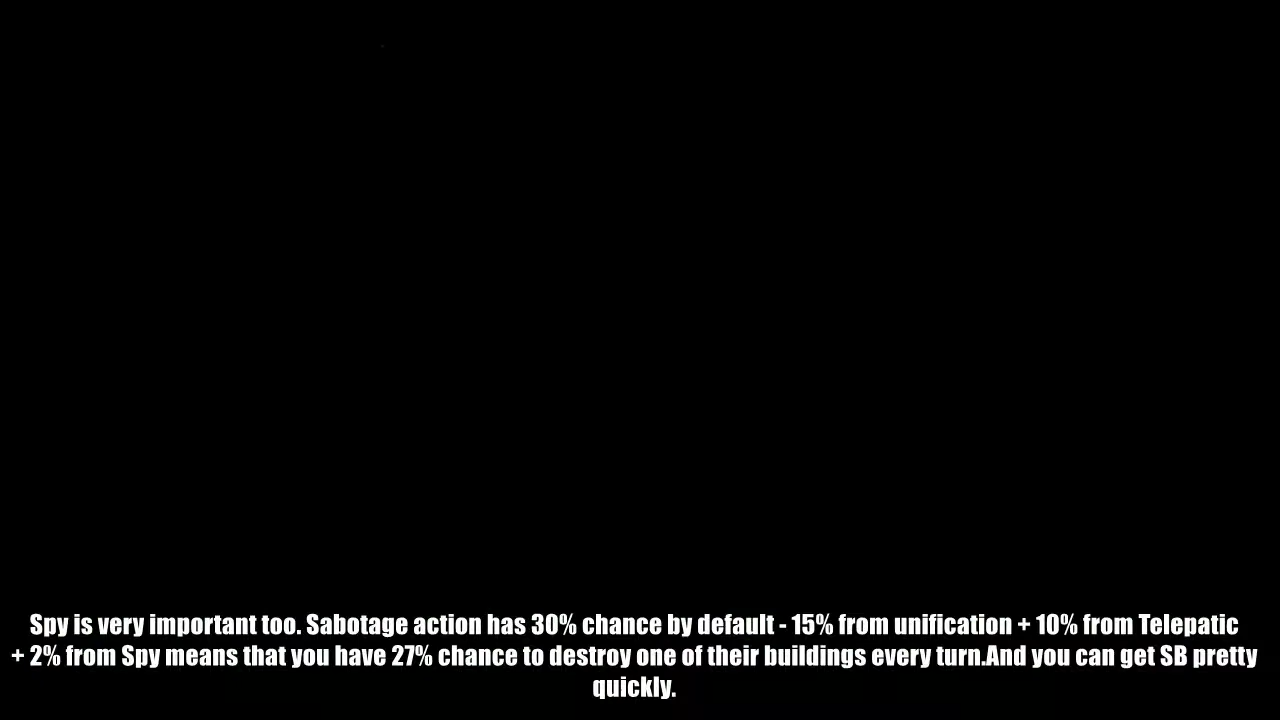 Spy is very important too. Sabotage action has 30% chance by default - 15% from unification + 10% from Telepatic
+ 2% from Spy means that you have 27% chance to destroy one of their buildings every turn.And you can get SB pretty
quickly.